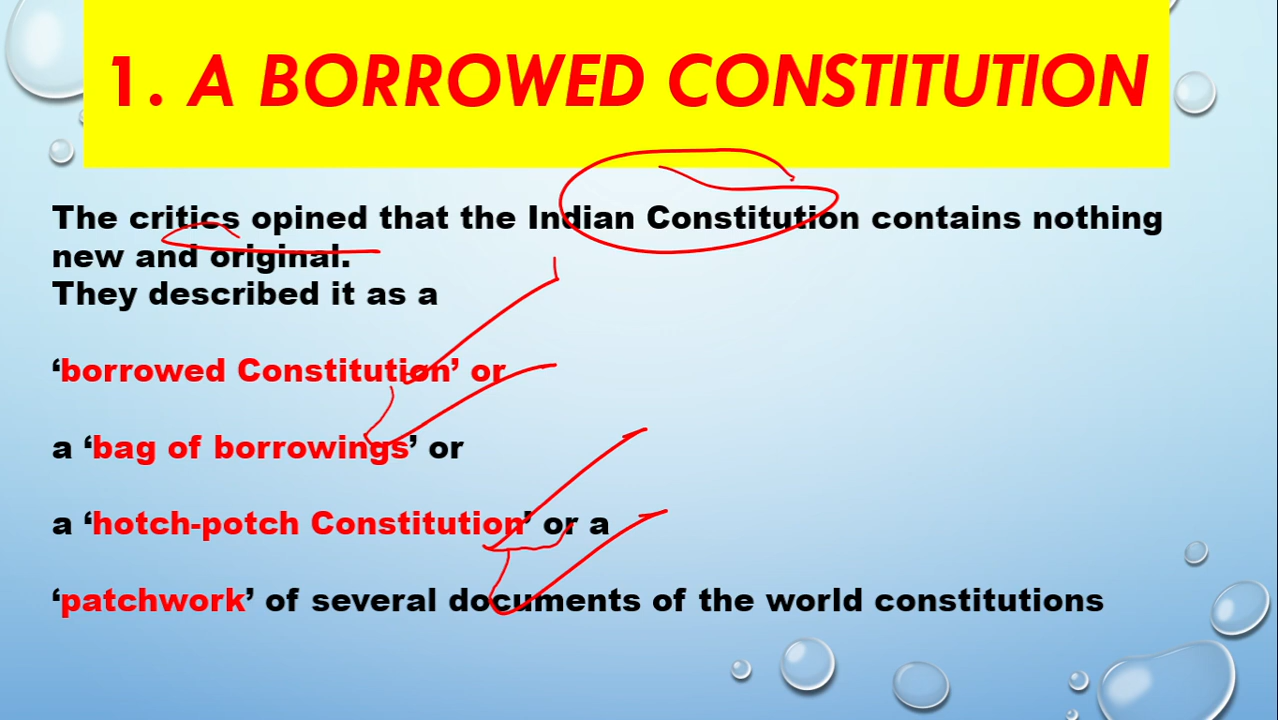 1. A BORROWED CONSTITUTION
The critics opined that the Indian Constitution contains nothing
new and original.
They described it as a
‘borrowed Constitution’ or
a ‘bag of borrowings’ or
a ‘hotch-potch Constitution’ or a
‘patchwork’ of several documents of the world constitutions